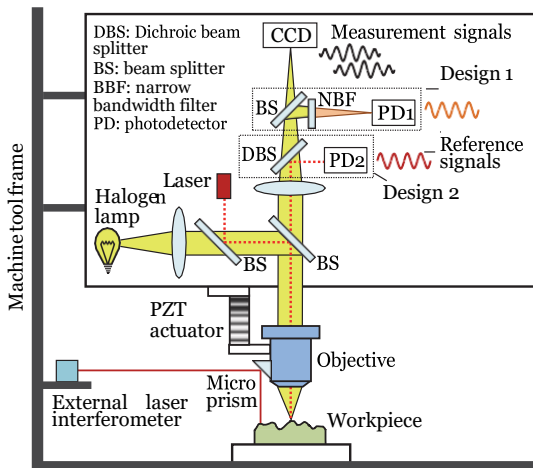 DBS: Dichroic beam
splitter
BS: beam splitter
BBF: narrow
bandwidth filter
PD: photodetector
CCD
Measurement signals
Design 1
BS
NBF
PD1
DBS
PD2
Reference
signals
Design 2
Laser
Halogen
lamp
BS
BS
Machine tool frame
PZT
actuator
Objective
Micro
prism
External laser
interferometer
Workpiece